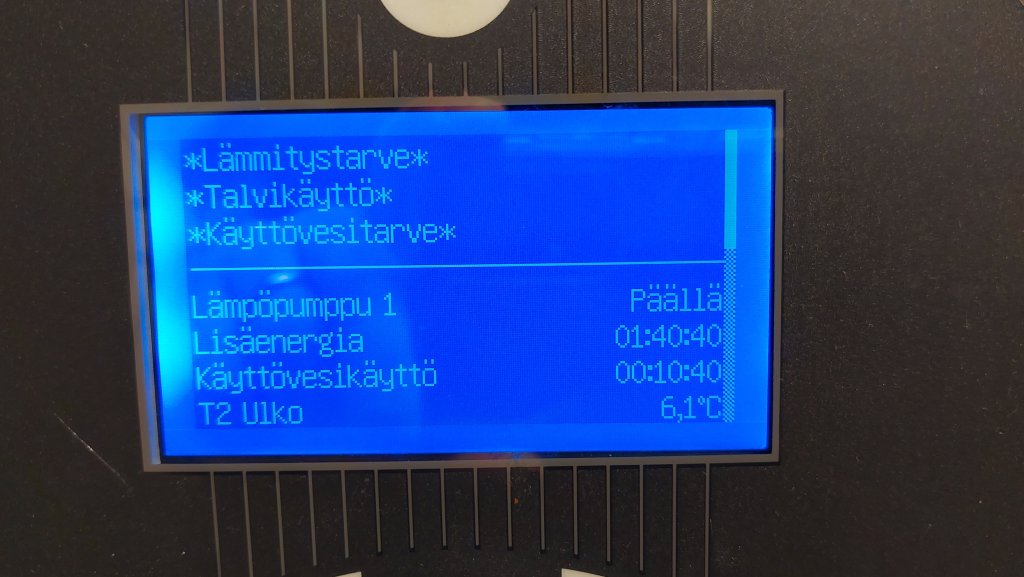 *Lämmitystarve*
*Talvikäyttö*
*Käyttövesitarve*
Lämpöpumppu 1 Päällä
Lisäenergia 01:40:40
Käyttövesikäyttö 00:10:40
T2 Ulko 6,1°C